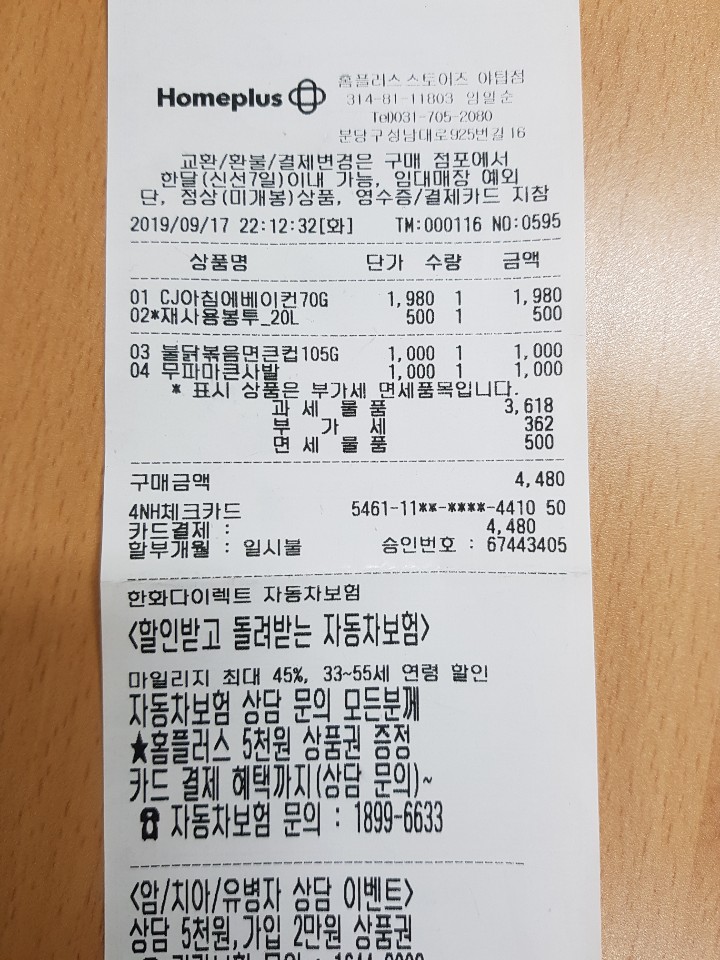 Homeplus
홈플러스 스토어즈 야탑점
314-81-11803 임일순
Tel)031-705-2080
분당구성남대로925번길 16
교환/환불/결제변경은 구매 점포에서
한달(신선7일)이내 가능, 임대매장 예외
단, 정상(미개봉)상품, 영수증/결제카드 지참
2019/09/17 22:12:32[화] TM:000116 NO:0595
상품명 단가 수량 금액
01 CJ아침에베이컨70G 1,980 1 1,980
02*재사용봉투_20L 500 1 500
03 불닭볶음면큰컵105G 1,000 1 1,000
04 무파마큰사발 1,000 1 1,000
* 표시 상품은 부가세 면세품목입니다.
과 세 물 품 3,618
부 가 세 362
면 세 물 품 500
구매금액 4,480
4NH체크카드 5461-11**-****-4410 50
카드결제 : 4,480
할부개월 : 일시불 승인번호 : 67443405
한화다이렉트 자동차보험
<할인받고 돌려받는 자동차보험>
마일리지 최대 45%, 33~55세 연령 할인
자동차보험 상담 문의 모든분께
★홈플러스 5천원 상품권 증정
카드 결제 혜택까지(상담 문의)~
☎ 자동차보험 문의 : 1899-6633
<암/치아/유병자 상담 이벤트>
상담 5천원,가입 2만원 상품권